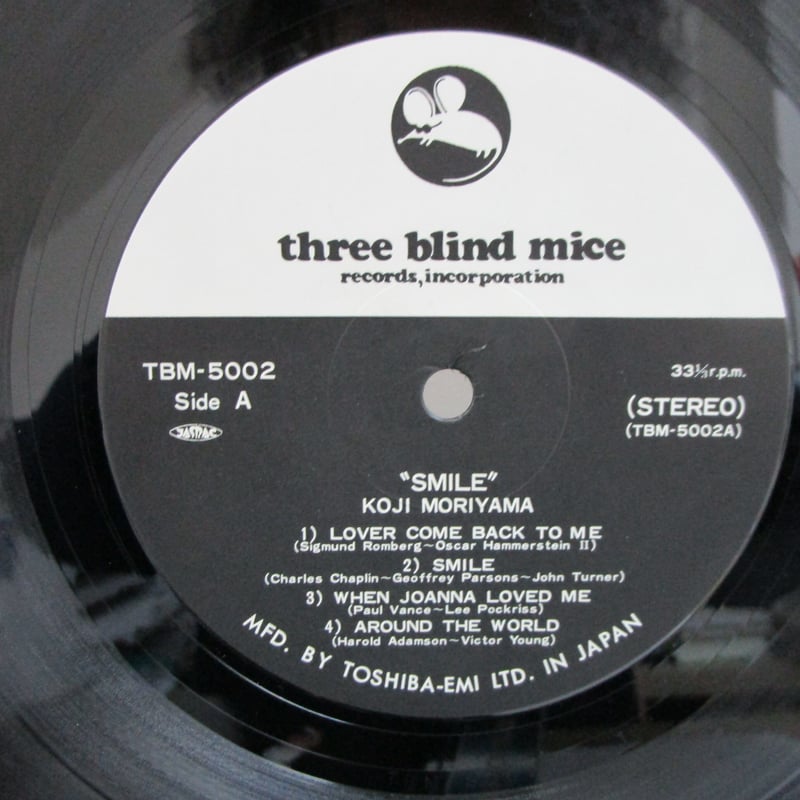 three blind mice
records, incorporation
TBM-5002
Side A
JASRAC
33⅓ r.p.m.
(STEREO)
(TBM-5002A)
"SMILE"
KOJI MORIYAMA
1) LOVER COME BACK TO ME
(Sigmund Romberg~Oscar Hammerstein II)
2) SMILE
(Charles Chaplin~Geoffrey Parsons~John Turner)
3) WHEN JOANNA LOVED ME
(Paul Vance~Lee Pockriss)
4) AROUND THE WORLD
(Harold Adamson~Victor Young)
MFD. BY TOSHIBA-EMI LTD. IN JAPAN